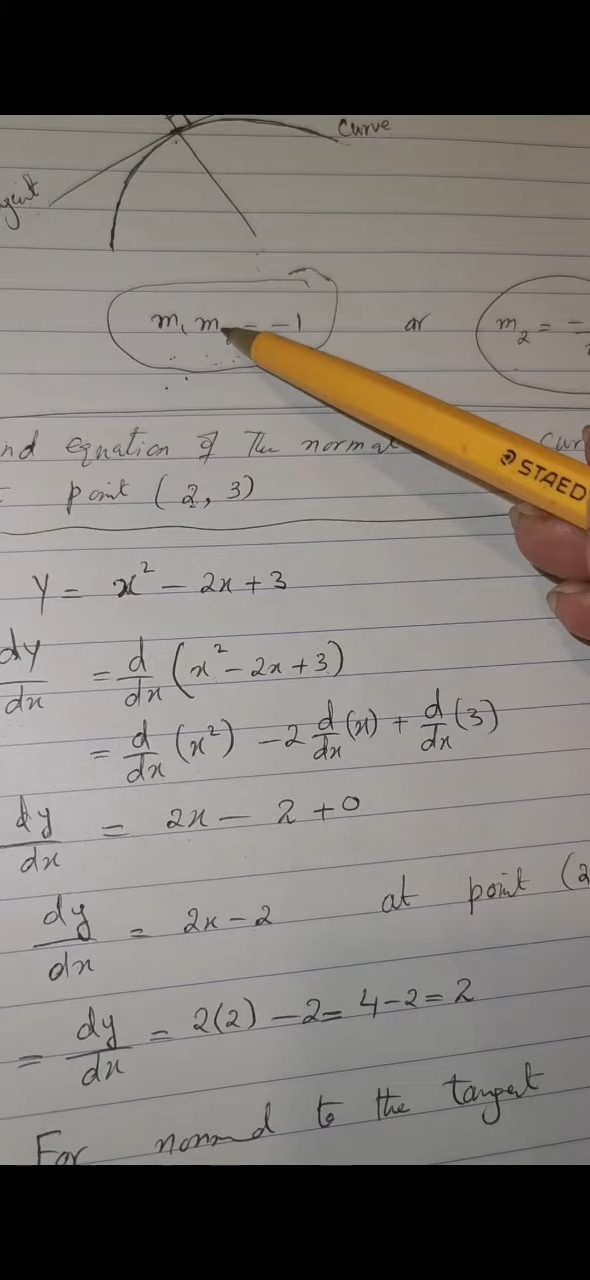 curve
m₁ m₂ = -1 or m₂ =
equation of the normal
point (2, 3)
STAED
y = x² - 2x + 3
dy/dx = d/dx (x² - 2x + 3)
= d/dx (x²) - 2 d/dx (x) + d/dx (3)
dy/dx = 2x - 2 + 0
dy/dx = 2x - 2 at point (2
= dy/dx = 2(2) - 2 = 4 - 2 = 2
For normal to the tangent